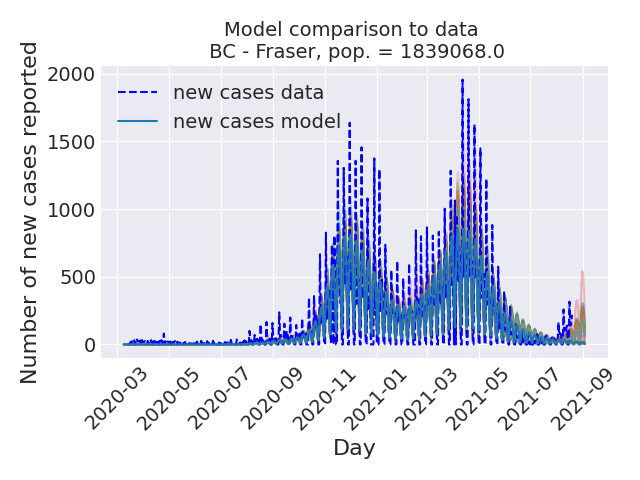 Model comparison to data
BC - Fraser, pop. = 1839068.0
Number of new cases reported
2000
1500
1000
500
0
new cases data
new cases model
2020-03
2020-05
2020-07
2020-09
2020-11
2021-01
2021-03
2021-05
2021-07
2021-09
Day